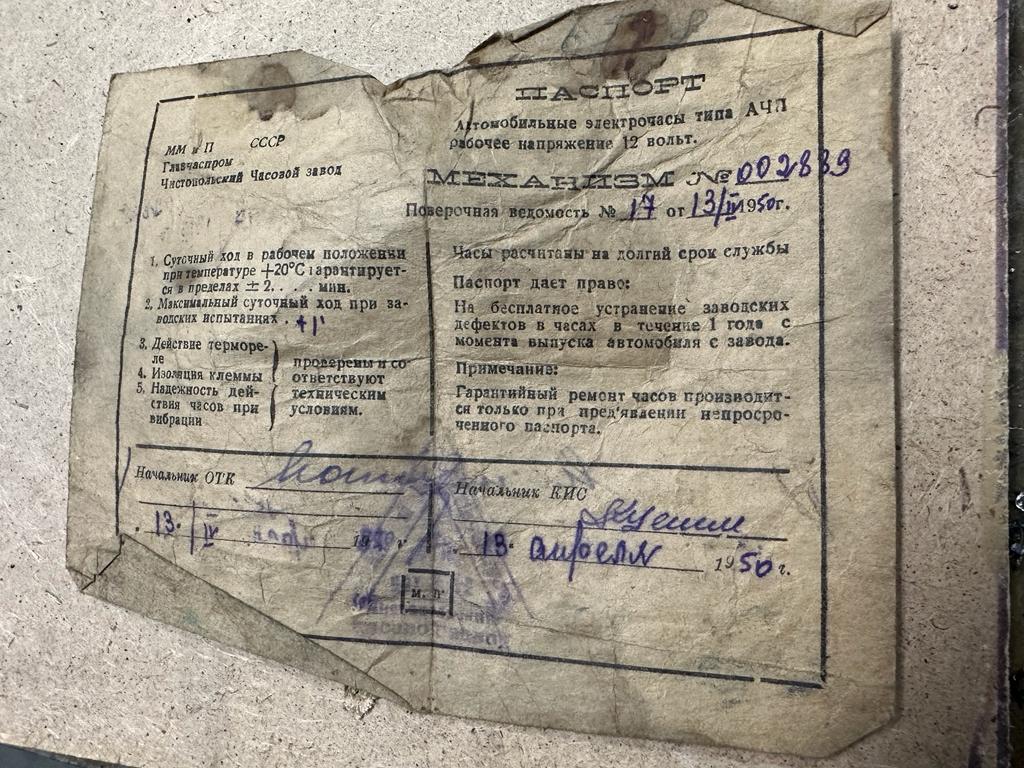 ММ и П СССР
Главчаспром
Чистопольский Часовой завод
1. Суточный ход в рабочем положении
при температуре +20°С гарантирует-
ся в пределах ± 2. . . . мин.
2. Максимальный суточный ход при за-
водских испытаниях . +1'
3. Действие терморе-
ле
4. Изоляция клеммы
5. Надежность дей-
ствия часов при
вибрации
проверены и со
ответствуют
техническим
условиям.
Начальник ОТК
13. IV 19 г.
ПАСПОРТ
Автомобильные электрочасы типа АЧП
рабочее напряжение 12 вольт.
МЕХАНИЗМ № 002889
Поверочная ведомость № 17 от 13/IV 1950г.
Часы расчитаны на долгий срок службы
Паспорт дает право:
На бесплатное устранение заводских
дефектов в часах в течение 1 года с
момента выпуска автомобиля с завода.
Примечание:
Гарантийный ремонт часов производит-
ся только при пред'явлении непросро-
ченного паспорта.
Начальник КИС
13. апреля 1950 г.
м. п